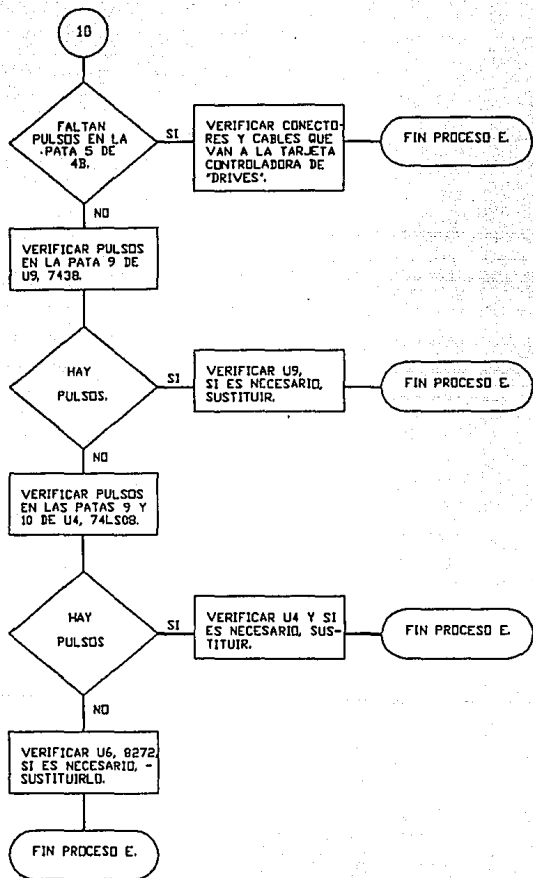 10
FALTAN
PULSOS EN LA
PATA 5 DE
4B.
SI
VERIFICAR CONECTO-
RES Y CABLES QUE
VAN A LA TARJETA
CONTROLADORA DE
"DRIVES".
FIN PROCESO E.
NO
VERIFICAR PULSOS
EN LA PATA 9 DE
U9, 7438.
HAY
PULSOS.
SI
VERIFICAR U9,
SI ES NECESARIO,
SUSTITUIR.
FIN PROCESO E.
NO
VERIFICAR PULSOS
EN LAS PATAS 9 Y
10 DE U4, 74LS08.
HAY
PULSOS
SI
VERIFICAR U4 Y SI
ES NECESARIO, SUS-
TITUIR.
FIN PROCESO E.
NO
VERIFICAR U6, 8272,
SI ES NECESARIO, -
SUSTITUIRLO.
FIN PROCESO E.